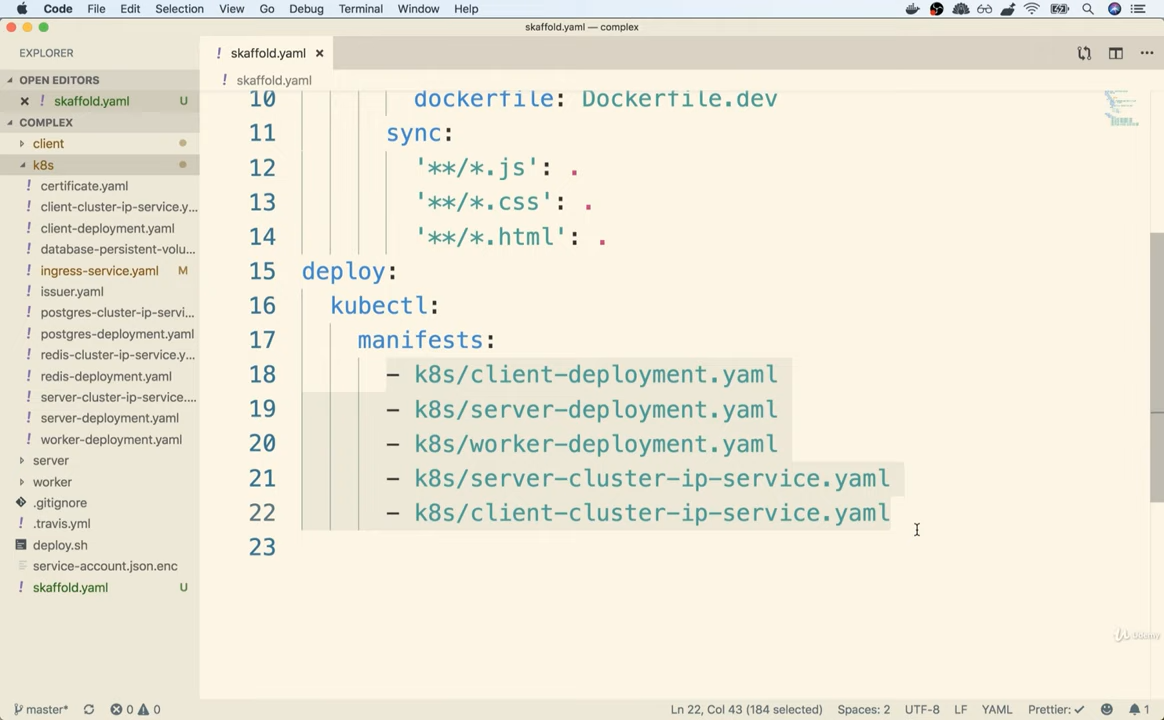 Code File Edit Selection View Go Debug Terminal Window Help
skaffold.yaml — complex
EXPLORER
OPEN EDITORS
skaffold.yaml U
COMPLEX
client
k8s
certificate.yaml
client-cluster-ip-service.y...
client-deployment.yaml
database-persistent-volu...
ingress-service.yaml M
issuer.yaml
postgres-cluster-ip-servi...
postgres-deployment.yaml
redis-cluster-ip-service.y...
redis-deployment.yaml
server-cluster-ip-service....
server-deployment.yaml
worker-deployment.yaml
server
worker
.gitignore
.travis.yml
deploy.sh
service-account.json.enc
skaffold.yaml U
skaffold.yaml
skaffold.yaml
10 dockerfile: Dockerfile.dev
11 sync:
12 '**/*.js': .
13 '**/*.css': .
14 '**/*.html': .
15 deploy:
16 kubectl:
17 manifests:
18 - k8s/client-deployment.yaml
19 - k8s/server-deployment.yaml
20 - k8s/worker-deployment.yaml
21 - k8s/server-cluster-ip-service.yaml
22 - k8s/client-cluster-ip-service.yaml
23
Udemy
master* 0 0 Ln 22, Col 43 (184 selected) Spaces: 2 UTF-8 LF YAML Prettier: ✓ 1